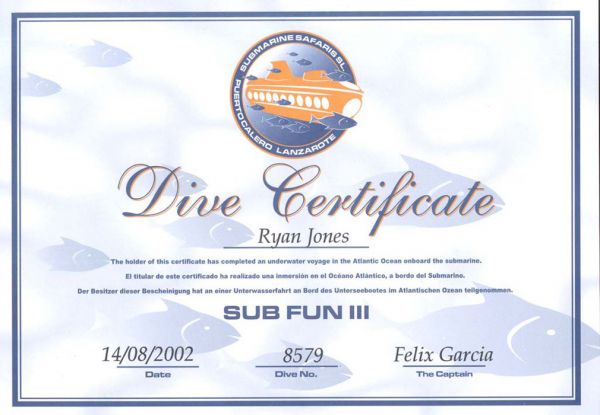 SUBMARINE SAFARIS SL
PUERTO CALERO LANZAROTE
Dive Certificate
Ryan Jones
The holder of this certificate has completed an underwater voyage in the Atlantic Ocean onboard the submarine.
El titular de este certificado ha realizado una inmersión en el Océano Atlántico, a bordo del Submarino.
Der Besitzer dieser Bescheinigung hat an einer Unterwasserfahrt an Bord des Unterseebootes im Atlantischen Ozean teilgenommen.
SUB FUN III
14/08/2002 8579 Felix Garcia
Date Dive No. The Captain